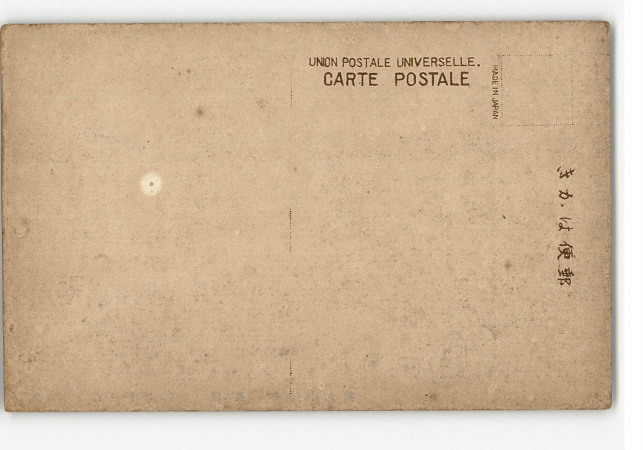 UNION POSTALE UNIVERSELLE.
CARTE POSTALE
MADE IN JAPAN
きかは便郵